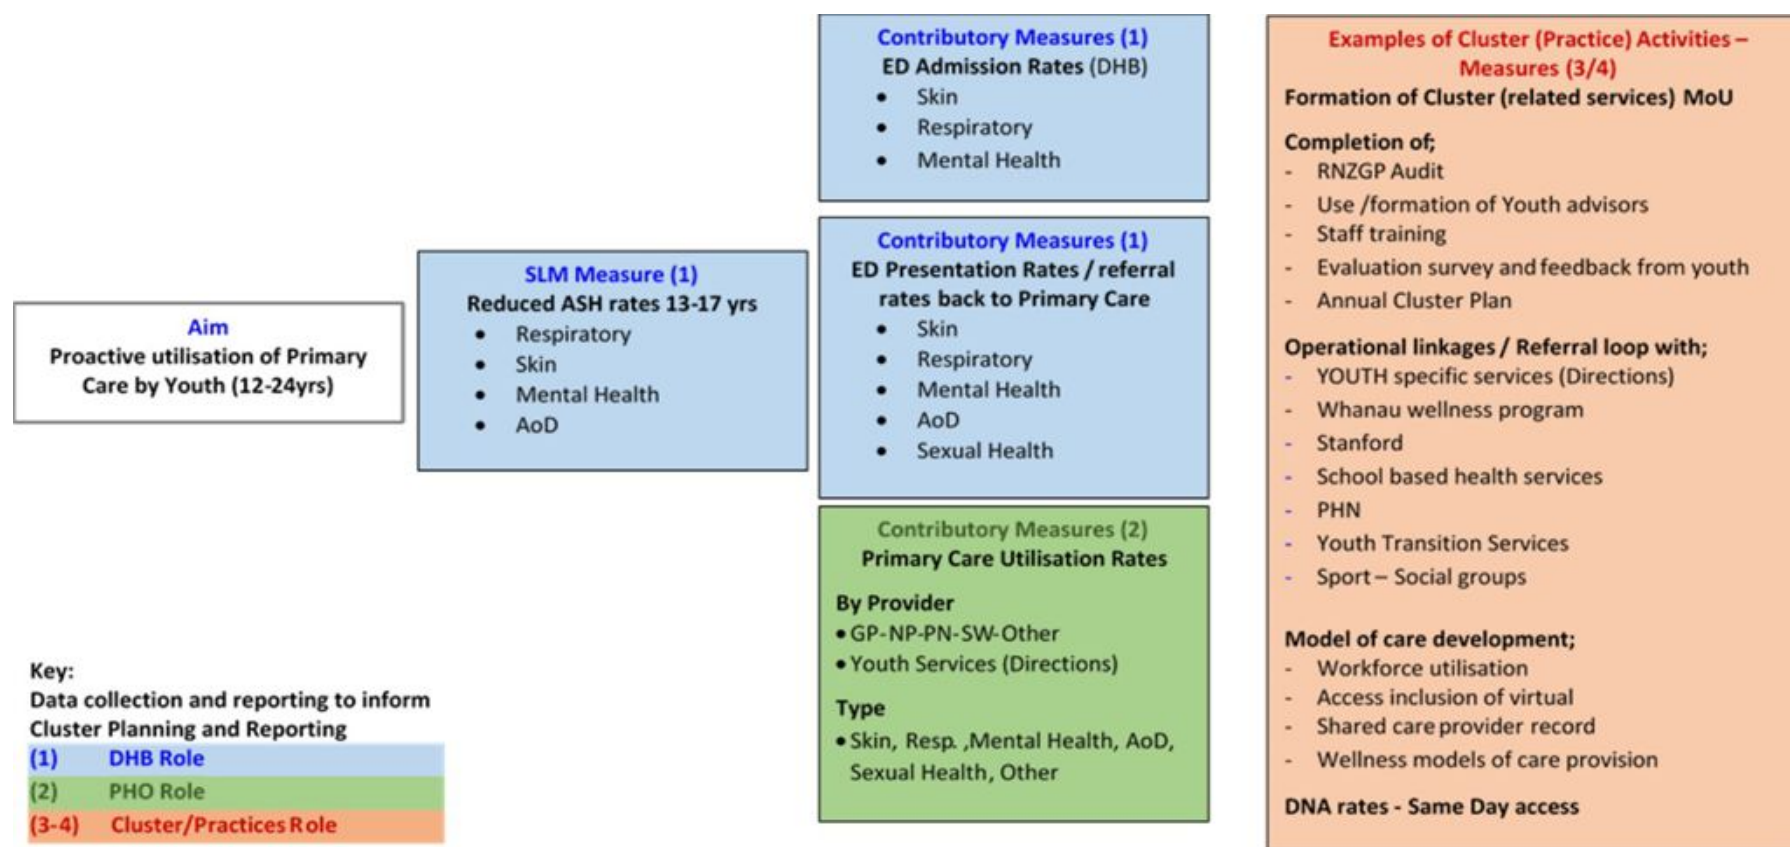 Aim
Proactive utilisation of Primary
Care by Youth (12-24yrs)
SLM Measure (1)
Reduced ASH rates 13-17 yrs
• Respiratory
• Skin
• Mental Health
• AoD
Contributory Measures (1)
ED Admission Rates (DHB)
• Skin
• Respiratory
• Mental Health
Contributory Measures (1)
ED Presentation Rates / referral
rates back to Primary Care
• Skin
• Respiratory
• Mental Health
• AoD
• Sexual Health
Contributory Measures (2)
Primary Care Utilisation Rates
By Provider
• GP-NP-PN-SW-Other
• Youth Services (Directions)
Type
• Skin, Resp. ,Mental Health, AoD,
Sexual Health, Other
Examples of Cluster (Practice) Activities –
Measures (3/4)
Formation of Cluster (related services) MoU
Completion of;
- RNZGP Audit
- Use /formation of Youth advisors
- Staff training
- Evaluation survey and feedback from youth
- Annual Cluster Plan
Operational linkages / Referral loop with;
- YOUTH specific services (Directions)
- Whanau wellness program
- Stanford
- School based health services
- PHN
- Youth Transition Services
- Sport – Social groups
Model of care development;
- Workforce utilisation
- Access inclusion of virtual
- Shared care provider record
- Wellness models of care provision
DNA rates - Same Day access
Key:
Data collection and reporting to inform
Cluster Planning and Reporting
(1) DHB Role
(2) PHO Role
(3-4) Cluster/Practices Role